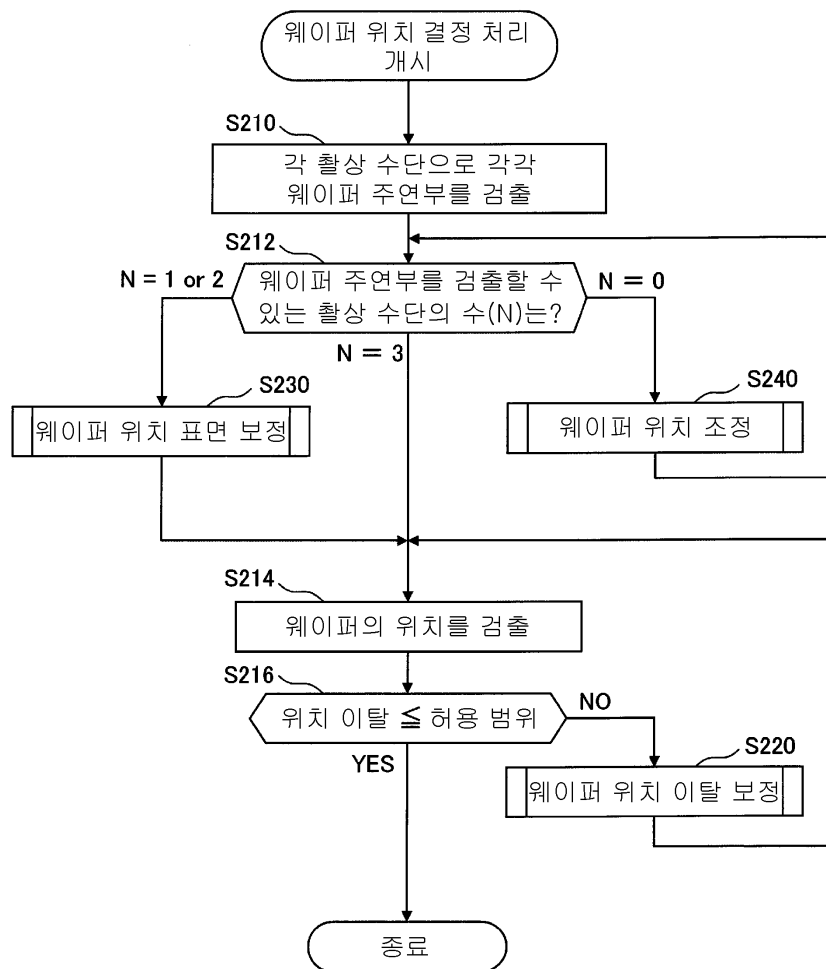 웨이퍼 위치 결정 처리
개시
S210
각 촬상 수단으로 각각
웨이퍼 주연부를 검출
S212
N = 1 or 2
웨이퍼 주연부를 검출할 수
있는 촬상 수단의 수(N)는?
N = 0
N = 3
S230
웨이퍼 위치 표면 보정
S240
웨이퍼 위치 조정
S214
웨이퍼의 위치를 검출
S216
위치 이탈 ≦ 허용 범위
NO
YES
S220
웨이퍼 위치 이탈 보정
종료